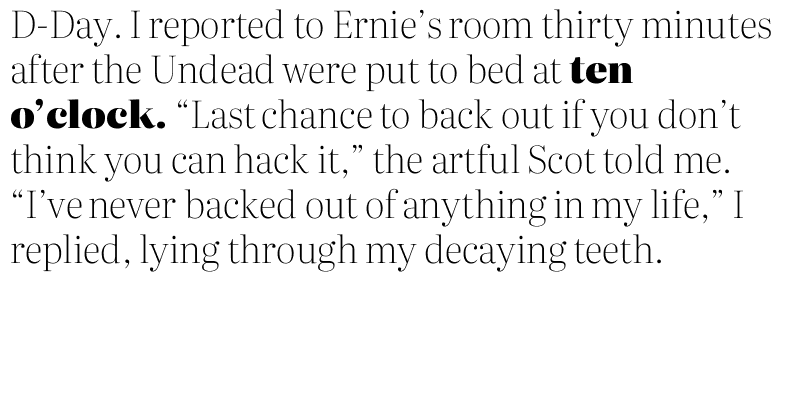 D-Day. I reported to Ernie’s room thirty minutes
after the Undead were put to bed at ten
o’clock. “Last chance to back out if you don’t
think you can hack it,” the artful Scot told me.
“I’ve never backed out of anything in my life,” I
replied, lying through my decaying teeth.